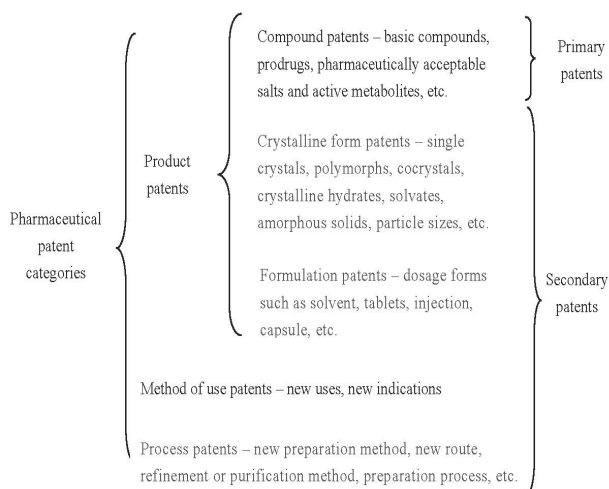 Pharmaceutical
patent
categories
Product
patents
Compound patents – basic compounds,
prodrugs, pharmaceutically acceptable
salts and active metabolites, etc.
Primary
patents
Crystalline form patents – single
crystals, polymorphs, cocrystals,
crystalline hydrates, solvates,
amorphous solids, particle sizes, etc.
Formulation patents – dosage forms
such as solvent, tablets, injection,
capsule, etc.
Secondary
patents
Method of use patents – new uses, new indications
Process patents – new preparation method, new route,
refinement or purification method, preparation process, etc.